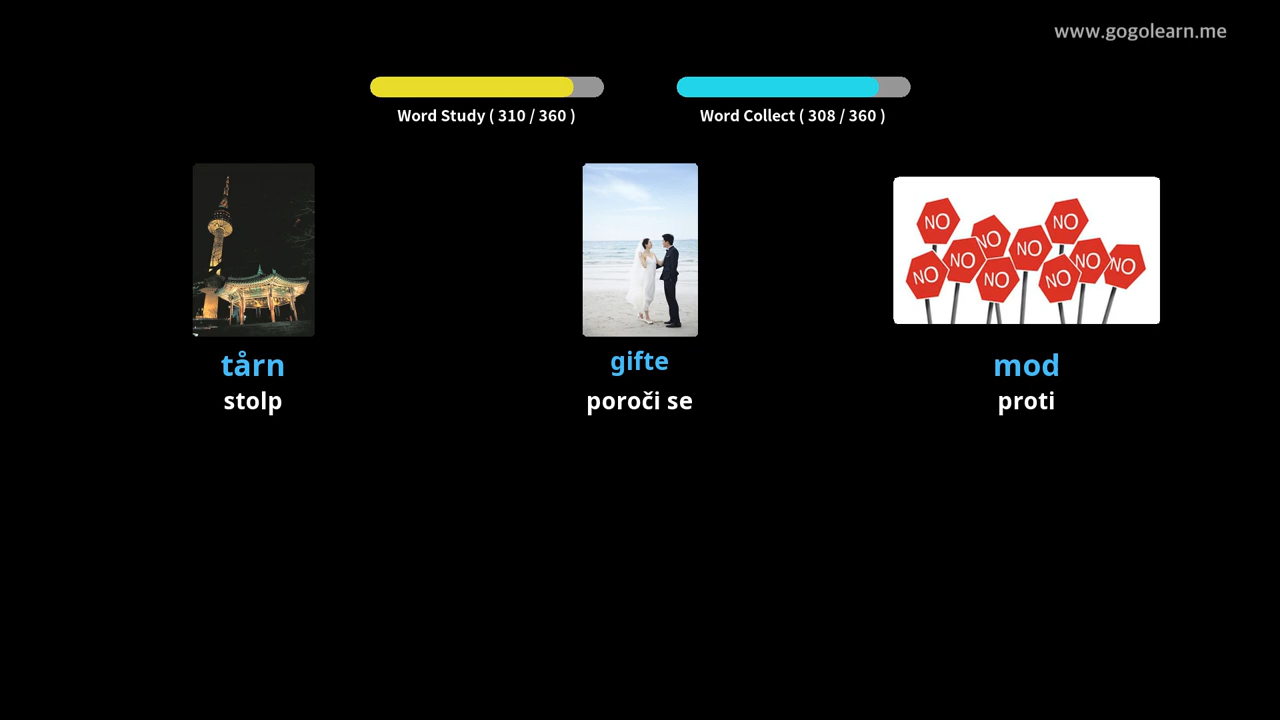 www.gogolearn.me
Word Study ( 310 / 360 )
Word Collect ( 308 / 360 )
NO
NO
NO
NO
NO
NO
NO
NO
NO
NO
tårn
stolp
gifte
poroči se
mod
proti